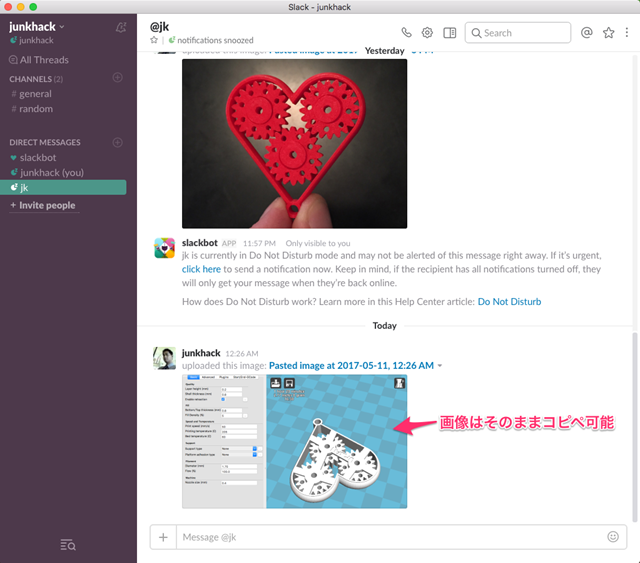 Slack - junkhack
junkhack
junkhack
All Threads
CHANNELS (2)
# general
# random
DIRECT MESSAGES
slackbot
junkhack (you)
jk
+ Invite people
@jk
notifications snoozed
Search
Yesterday
uploaded this image: Pasted image at 2017
slackbot APP 11:57 PM Only visible to you
jk is currently in Do Not Disturb mode and may not be alerted of this message right away. If it's urgent,
click here to send a notification now. Keep in mind, if the recipient has all notifications turned off, they
will only get your message when they're back online.
How does Do Not Disturb work? Learn more in this Help Center article: Do Not Disturb
Today
junkhack 12:26 AM
uploaded this image: Pasted image at 2017-05-11, 12:26 AM
画像はそのままコピペ可能
Message @jk